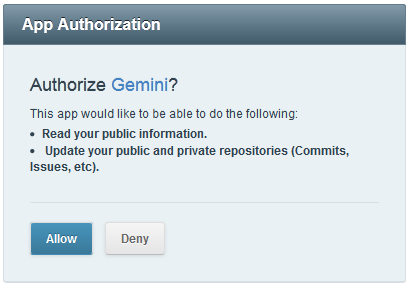 App Authorization
Authorize Gemini?
This app would like to be able to do the following:
• Read your public information.
• Update your public and private repositories (Commits,
Issues, etc).
Allow
Deny